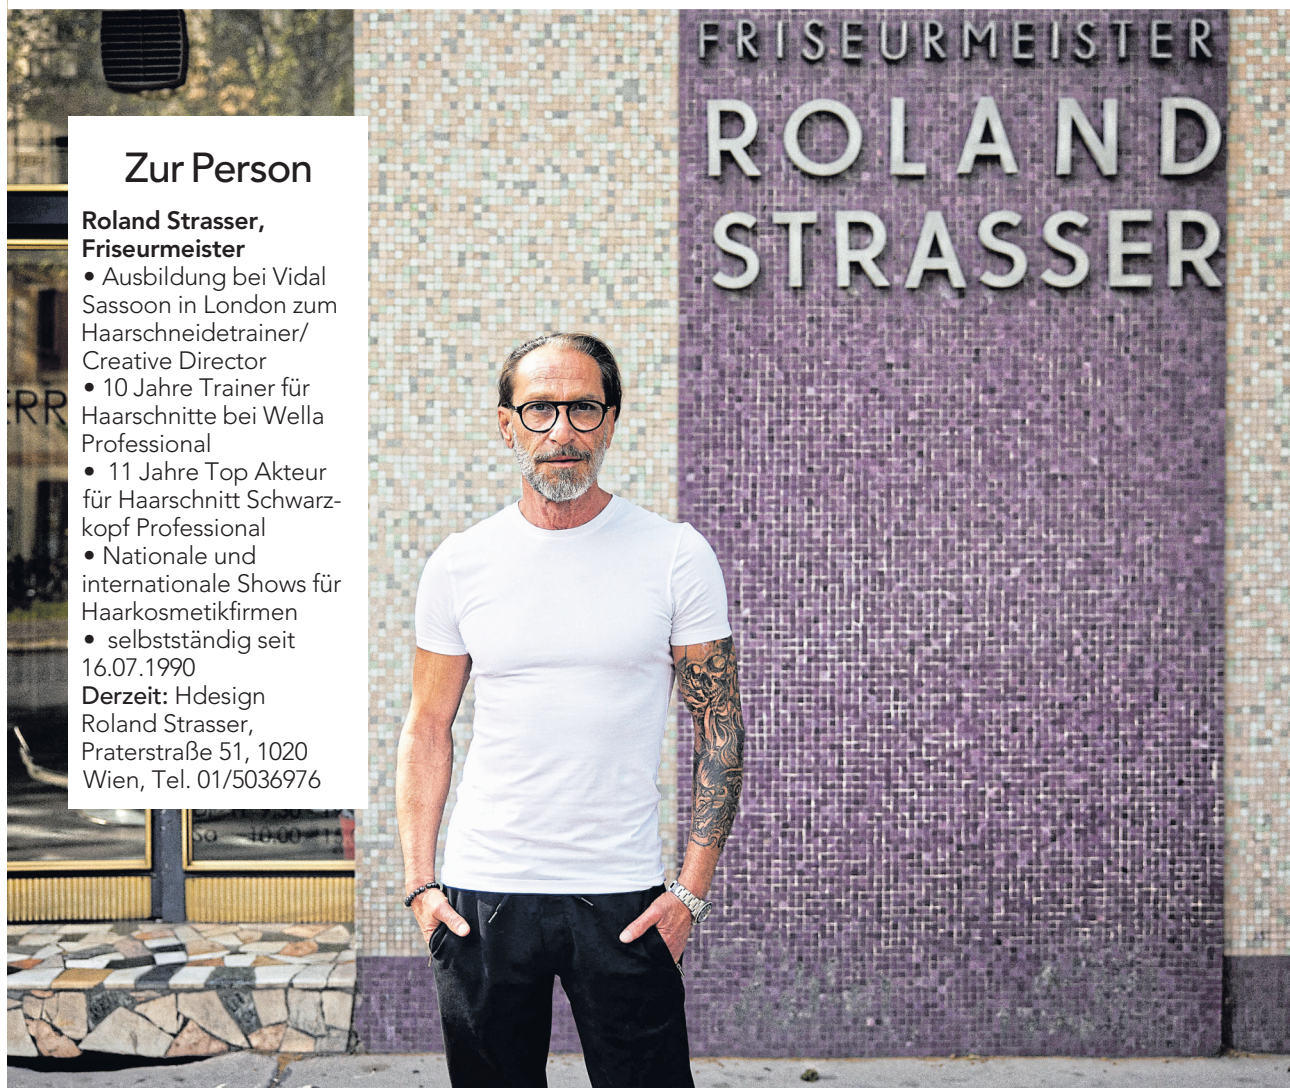 FRISEURMEISTER
ROLAND
STRASSER
Zur Person
Roland Strasser,
Friseurmeister
• Ausbildung bei Vidal
Sassoon in London zum
Haarschneidetrainer/
Creative Director
• 10 Jahre Trainer für
Haarschnitte bei Wella
Professional
• 11 Jahre Top Akteur
für Haarschnitt Schwarz-
kopf Professional
• Nationale und
internationale Shows für
Haarkosmetikfirmen
• selbstständig seit
16.07.1990
Derzeit: Hdesign
Roland Strasser,
Praterstraße 51, 1020
Wien, Tel. 01/5036976
ERR